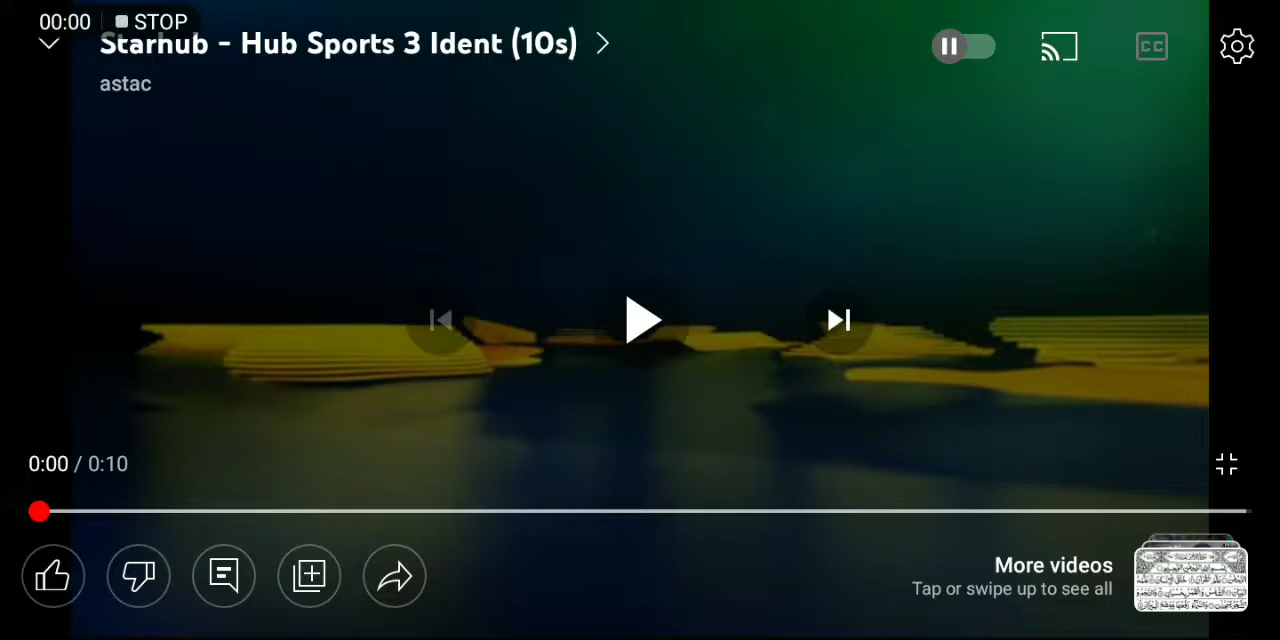 00:00 STOP
Starhub - Hub Sports 3 Ident (10s)
astac
CC
0:00 / 0:10
More videos
Tap or swipe up to see all